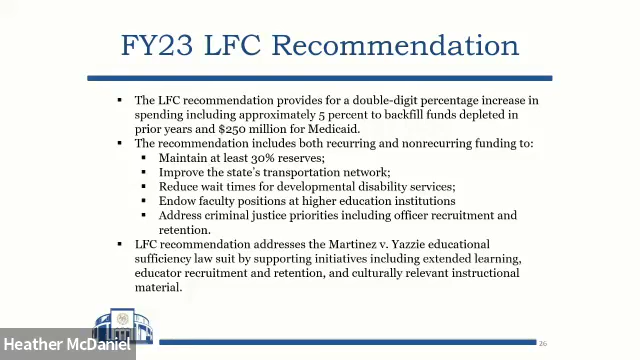 FY23 LFC Recommendation
▪ The LFC recommendation provides for a double-digit percentage increase in
spending including approximately 5 percent to backfill funds depleted in
prior years and $250 million for Medicaid.
▪ The recommendation includes both recurring and nonrecurring funding to:
▪ Maintain at least 30% reserves;
▪ Improve the state's transportation network;
▪ Reduce wait times for developmental disability services;
▪ Endow faculty positions at higher education institutions
▪ Address criminal justice priorities including officer recruitment and
retention.
▪ LFC recommendation addresses the Martinez v. Yazzie educational
sufficiency law suit by supporting initiatives including extended learning,
educator recruitment and retention, and culturally relevant instructional
material.
Heather McDaniel
26